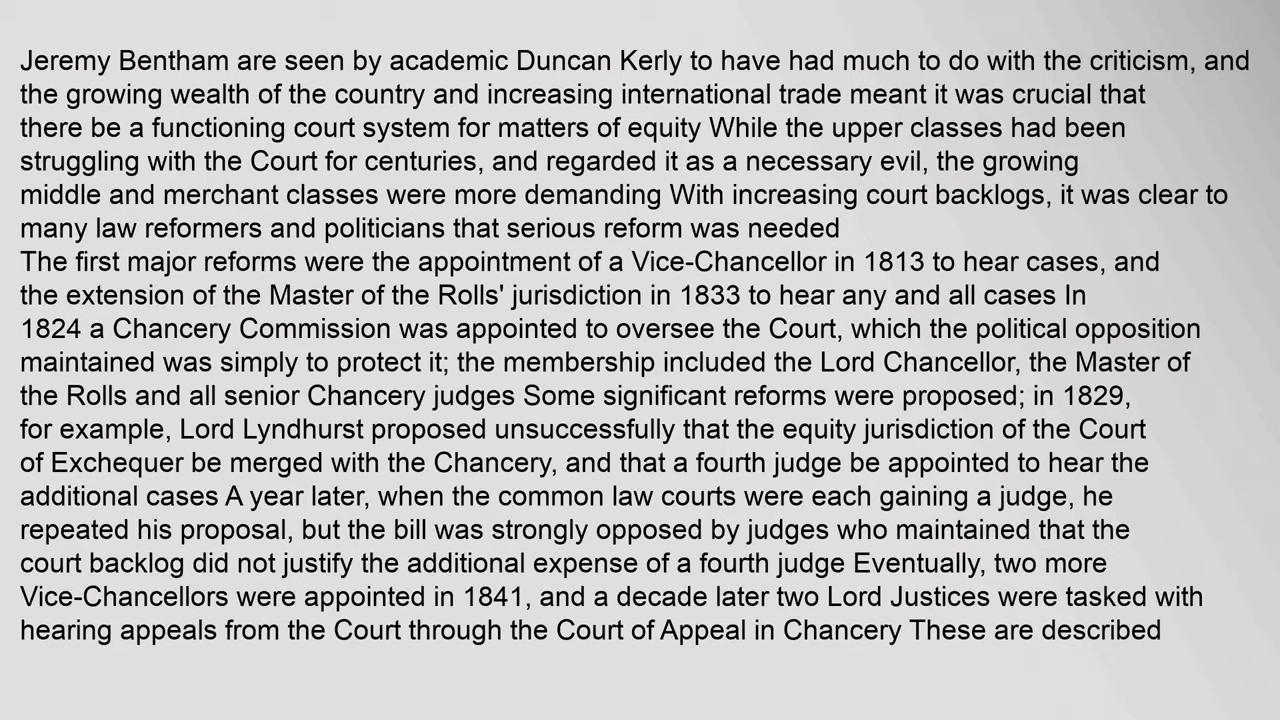 Jeremy Bentham are seen by academic Duncan Kerly to have had much to do with the criticism, and
the growing wealth of the country and increasing international trade meant it was crucial that
there be a functioning court system for matters of equity While the upper classes had been
struggling with the Court for centuries, and regarded it as a necessary evil, the growing
middle and merchant classes were more demanding With increasing court backlogs, it was clear to
many law reformers and politicians that serious reform was needed
The first major reforms were the appointment of a Vice-Chancellor in 1813 to hear cases, and
the extension of the Master of the Rolls' jurisdiction in 1833 to hear any and all cases In
1824 a Chancery Commission was appointed to oversee the Court, which the political opposition
maintained was simply to protect it; the membership included the Lord Chancellor, the Master of
the Rolls and all senior Chancery judges Some significant reforms were proposed; in 1829,
for example, Lord Lyndhurst proposed unsuccessfully that the equity jurisdiction of the Court
of Exchequer be merged with the Chancery, and that a fourth judge be appointed to hear the
additional cases A year later, when the common law courts were each gaining a judge, he
repeated his proposal, but the bill was strongly opposed by judges who maintained that the
court backlog did not justify the additional expense of a fourth judge Eventually, two more
Vice-Chancellors were appointed in 1841, and a decade later two Lord Justices were tasked with
hearing appeals from the Court through the Court of Appeal in Chancery These are described